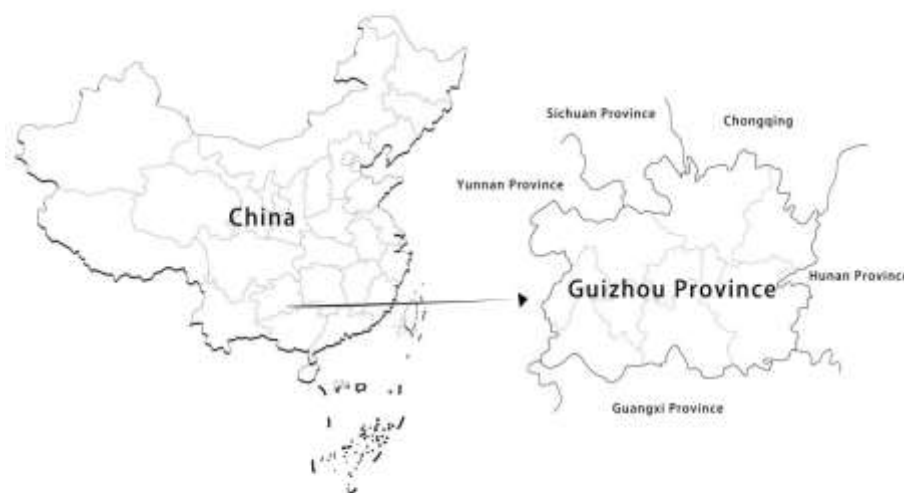 China
Sichuan Province
Chongqing
Yunnan Province
Guizhou Province
Hunan Province
Guangxi Province